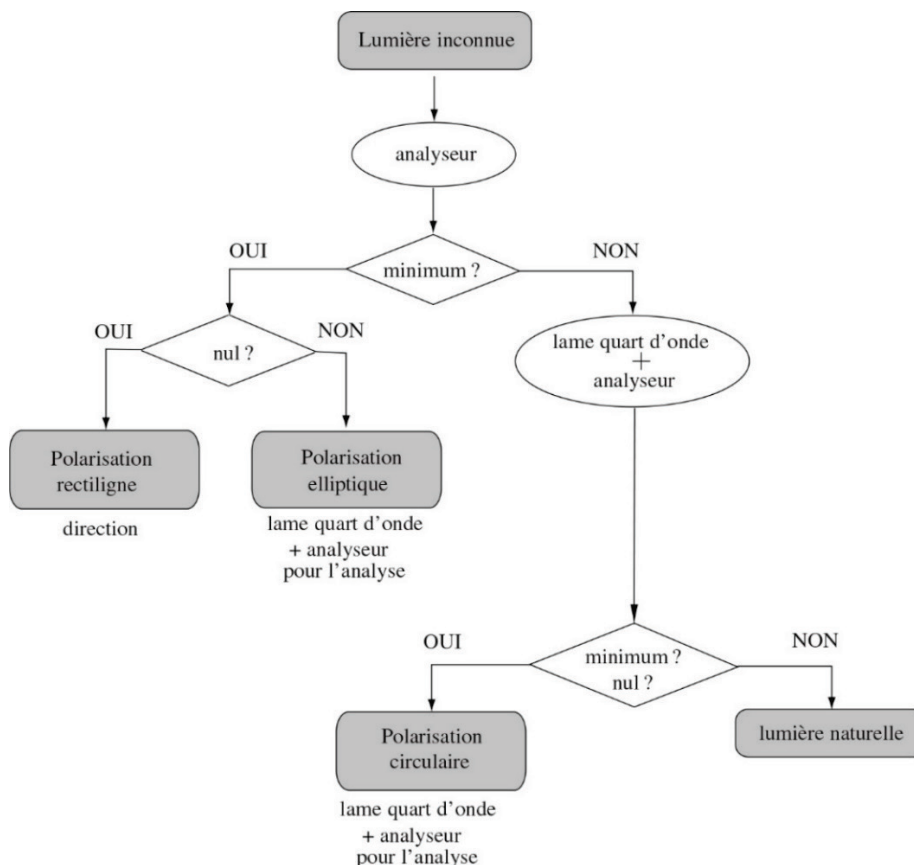 Lumière inconnue
analyseur
OUI
NON
minimum ?
OUI
NON
nul ?
lame quart d'onde
+
analyseur
Polarisation
rectiligne
direction
Polarisation
elliptique
lame quart d'onde
+ analyseur
pour l'analyse
OUI
NON
minimum ?
nul ?
Polarisation
circulaire
lame quart d'onde
+ analyseur
pour l'analyse
lumière naturelle